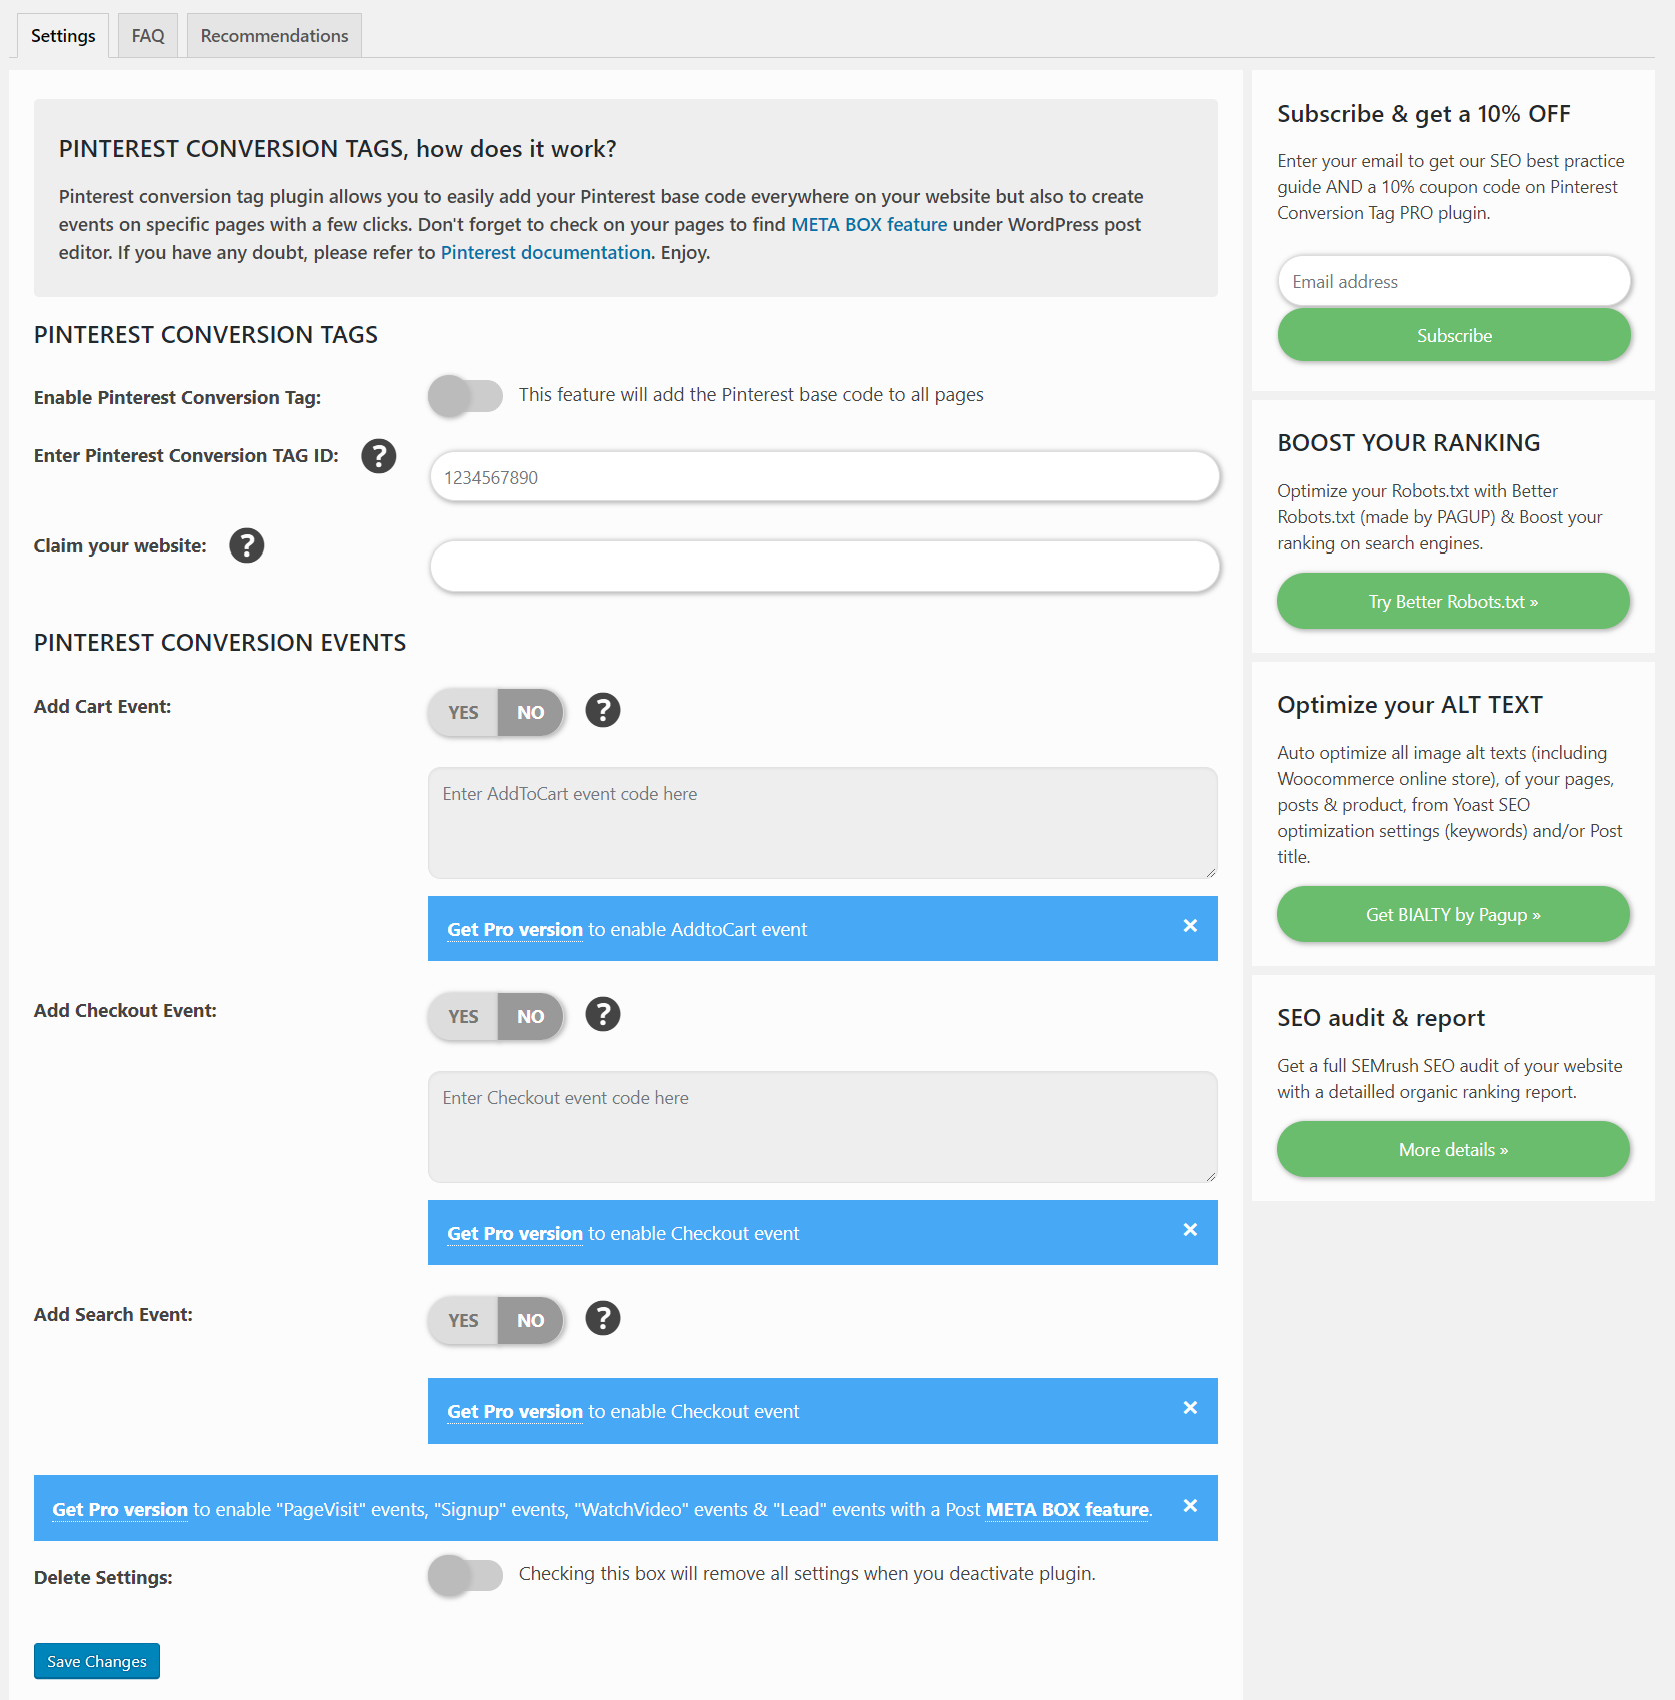 Settings
FAQ
Recommendations
PINTEREST CONVERSION TAGS, how does it work?
Pinterest conversion tag plugin allows you to easily add your Pinterest base code everywhere on your website but also to create
events on specific pages with a few clicks. Don't forget to check on your pages to find META BOX feature under WordPress post
editor. If you have any doubt, please refer to Pinterest documentation. Enjoy.
PINTEREST CONVERSION TAGS
Enable Pinterest Conversion Tag:
This feature will add the Pinterest base code to all pages
Enter Pinterest Conversion TAG ID:
?
1234567890
Claim your website:
?
PINTEREST CONVERSION EVENTS
Add Cart Event:
YES NO
?
Enter AddToCart event code here
Get Pro version to enable AddtoCart event
×
Add Checkout Event:
YES NO
?
Enter Checkout event code here
Get Pro version to enable Checkout event
×
Add Search Event:
YES NO
?
Get Pro version to enable Checkout event
×
Get Pro version to enable "PageVisit" events, "Signup" events, "WatchVideo" events & "Lead" events with a Post META BOX feature.
×
Delete Settings:
Checking this box will remove all settings when you deactivate plugin.
Save Changes
Subscribe & get a 10% OFF
Enter your email to get our SEO best practice
guide AND a 10% coupon code on Pinterest
Conversion Tag PRO plugin.
Email address
Subscribe
BOOST YOUR RANKING
Optimize your Robots.txt with Better
Robots.txt (made by PAGUP) & Boost your
ranking on search engines.
Try Better Robots.txt »
Optimize your ALT TEXT
Auto optimize all image alt texts (including
Woocommerce online store), of your pages,
posts & product, from Yoast SEO
optimization settings (keywords) and/or Post
title.
Get BIALTY by Pagup »
SEO audit & report
Get a full SEMrush SEO audit of your website
with a detailled organic ranking report.
More details »